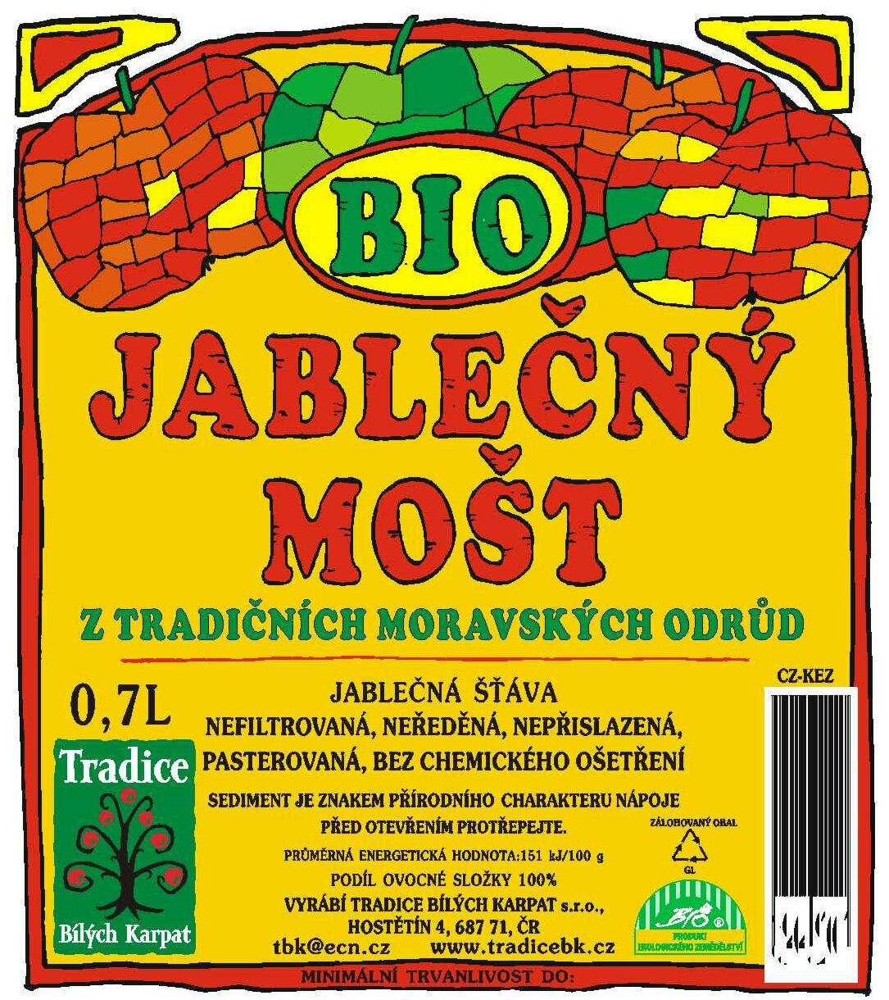 BIO
JABLEČNÝ
MOŠT
Z TRADIČNÍCH MORAVSKÝCH ODRŮD
CZ-KEZ
0,7L
JABLEČNÁ ŠŤÁVA
NEFILTROVANÁ, NEŘEDĚNÁ, NEPŘISLAZENÁ,
PASTEROVANÁ, BEZ CHEMICKÉHO OŠETŘENÍ
Tradice
Bílých Karpat
SEDIMENT JE ZNAKEM PŘÍRODNÍHO CHARAKTERU NÁPOJE
PŘED OTEVŘENÍM PROTŘEPEJTE.
ZÁLOHOVANÝ OBAL
GL
PRŮMĚRNÁ ENERGETICKÁ HODNOTA:151 kJ/100 g
PODÍL OVOCNÉ SLOŽKY 100%
VYRÁBÍ TRADICE BÍLÝCH KARPAT s.r.o.,
HOSTĚTÍN 4, 687 71, ČR
tbk@ecn.cz www.tradicebk.cz
BIO ®
PRODUKT
EKOLOGICKÉHO ZEMĚDĚLSTVÍ
MINIMÁLNÍ TRVANLIVOST DO: